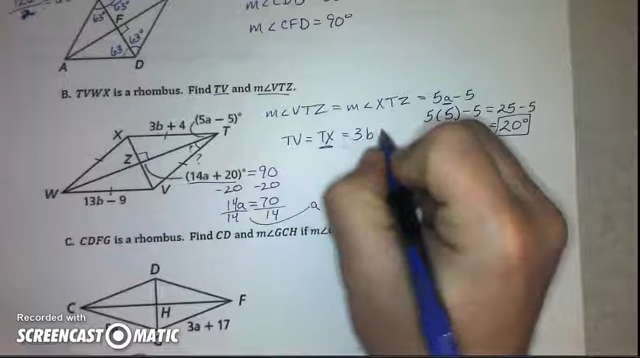 m∠CFD = 90°
63°
F
63
63°
A
D
B. TVWX is a rhombus. Find TV and m∠VTZ.
m∠VTZ = m∠XTZ = 5a - 5
5(5) - 5 = 25 - 5
= 20°
TV = TX = 3b
3b + 4
(5a − 5)°
X
T
?
Z
(14a + 20)° = 90
-20 -20
W
V
13b − 9
14a = 70
14 14
a
C. CDFG is a rhombus. Find CD and m∠GCH if m∠
D
C
F
H
3a + 17
Recorded with
SCREENCAST O MATIC